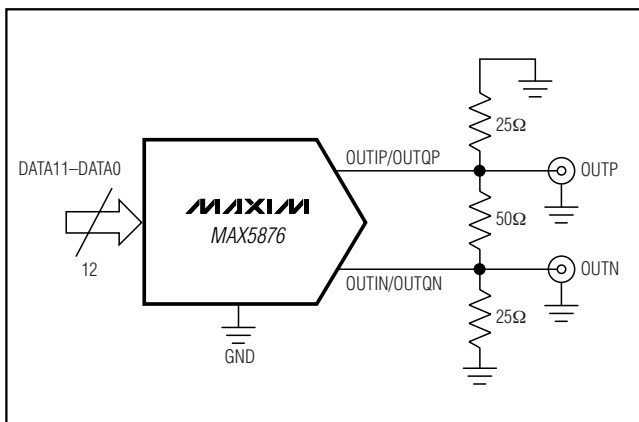 25Ω
OUTIP/OUTQP
DATA11–DATA0
OUTP
MAXIM
MAX5876
50Ω
12
OUTIN/OUTQN
OUTN
25Ω
GND